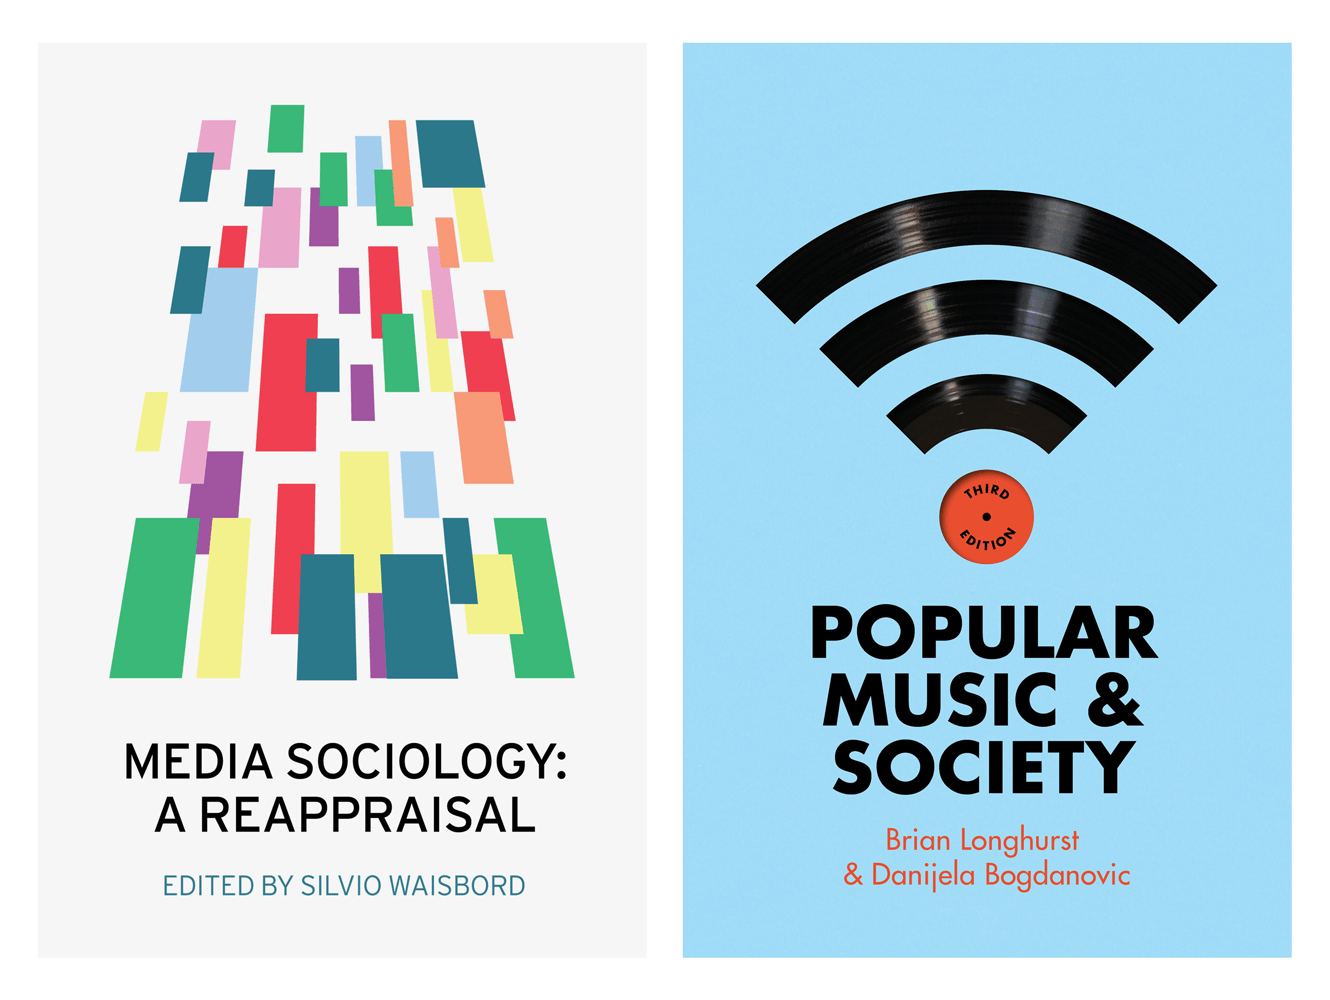 MEDIA SOCIOLOGY:
A REAPPRAISAL
EDITED BY SILVIO WAISBORD
THIRD
EDITION
POPULAR
MUSIC &
SOCIETY
Brian Longhurst
& Danijela Bogdanovic